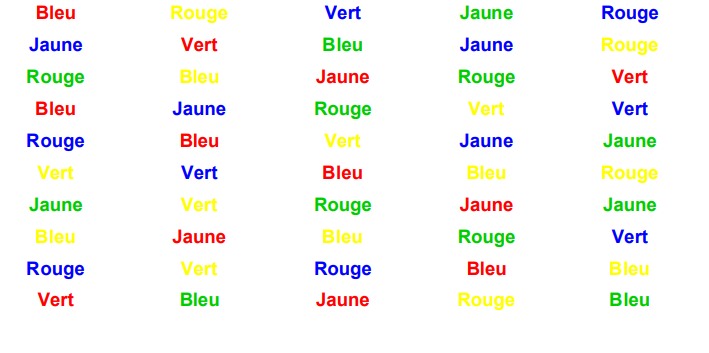 Bleu Rouge Vert Jaune Rouge
Jaune Vert Bleu Jaune Rouge
Rouge Bleu Jaune Rouge Vert
Bleu Jaune Rouge Vert Vert
Rouge Bleu Vert Jaune Jaune
Vert Vert Bleu Bleu Rouge
Jaune Vert Rouge Jaune Jaune
Bleu Jaune Bleu Rouge Vert
Rouge Vert Rouge Bleu Bleu
Vert Bleu Jaune Rouge Bleu